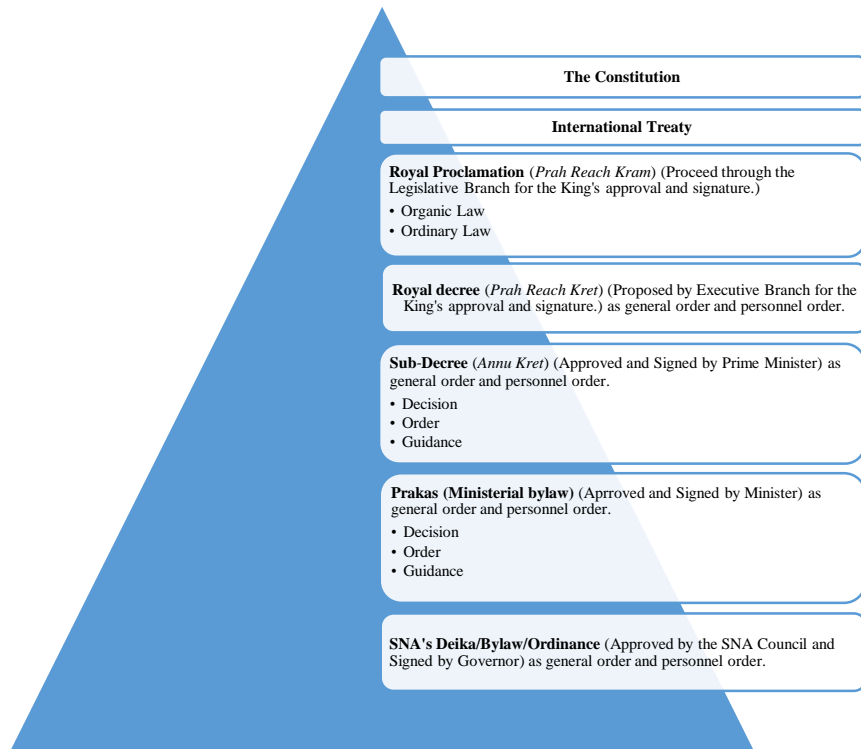 The Constitution
International Treaty
Royal Proclamation (Prah Reach Kram) (Proceed through the
Legislative Branch for the King's approval and signature.)
• Organic Law
• Ordinary Law
Royal decree (Prah Reach Kret) (Proposed by Executive Branch for the
King's approval and signature.) as general order and personnel order.
Sub-Decree (Annu Kret) (Approved and Signed by Prime Minister) as
general order and personnel order.
• Decision
• Order
• Guidance
Prakas (Ministerial bylaw) (Aprroved and Signed by Minister) as
general order and personnel order.
• Decision
• Order
• Guidance
SNA's Deika/Bylaw/Ordinance (Approved by the SNA Council and
Signed by Governor) as general order and personnel order.